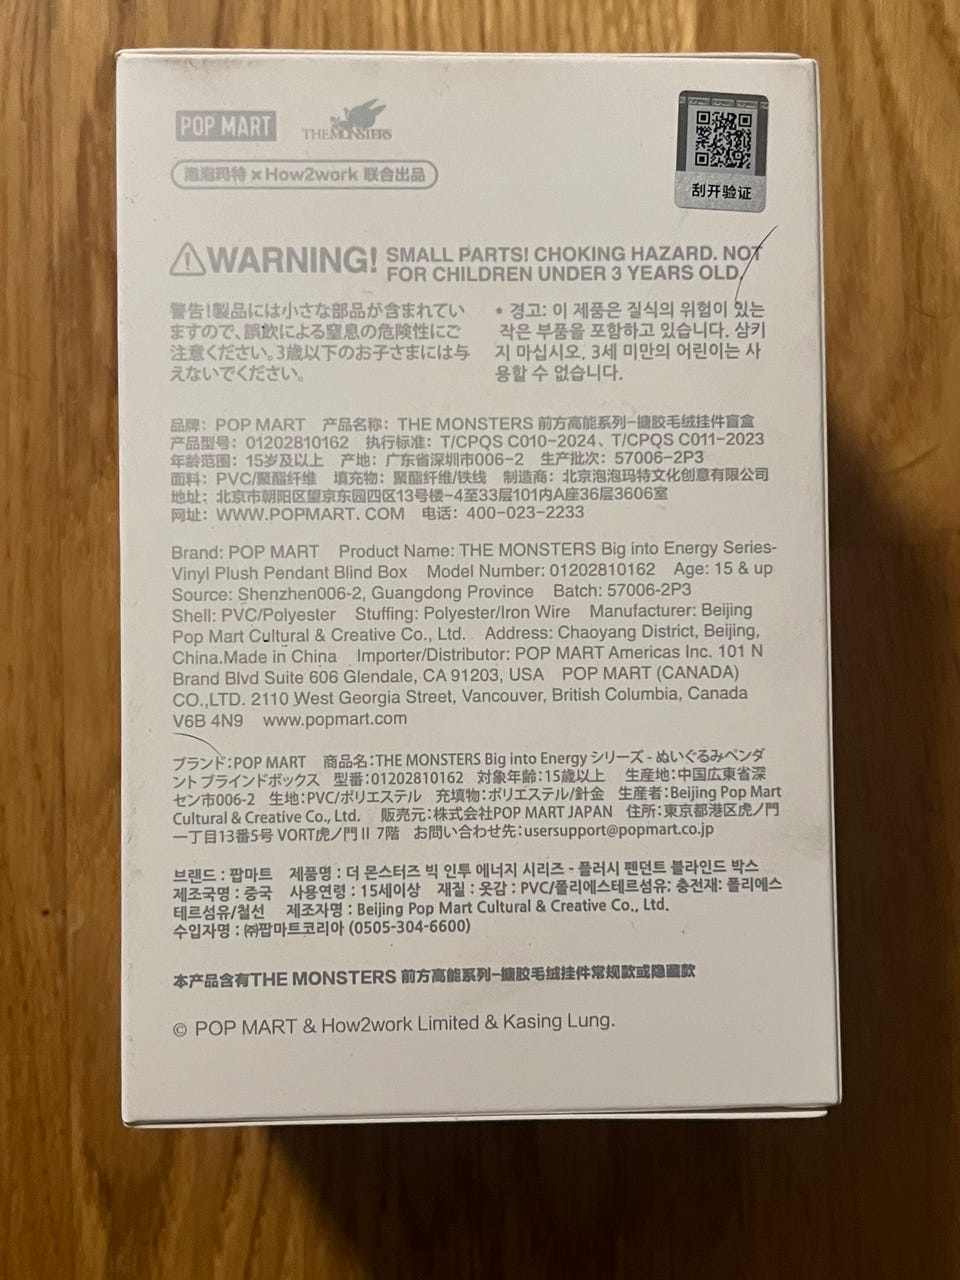 POP MART
THE MONSTERS
泡泡玛特 × How2work 联合出品
刮开验证
WARNING! SMALL PARTS! CHOKING HAZARD. NOT
FOR CHILDREN UNDER 3 YEARS OLD.
警告!製品には小さな部品が含まれてい
ますので、誤飲による窒息の危険性にご
注意ください。3歳以下のお子さまには与
えないでください。
* 경고: 이 제품은 질식의 위험이 있는
작은 부품을 포함하고 있습니다. 삼키
지 마십시오. 3세 미만의 어린이는 사
용할 수 없습니다.
品牌: POP MART 产品名称: THE MONSTERS 前方高能系列-搪胶毛绒挂件盲盒
产品型号: 01202810162 执行标准: T/CPQS C010-2024、T/CPQS C011-2023
年龄范围: 15岁及以上 产地: 广东省深圳市006-2 生产批次: 57006-2P3
面料: PVC/聚酯纤维 填充物: 聚酯纤维/铁线 制造商: 北京泡泡玛特文化创意有限公司
地址: 北京市朝阳区望京东园四区13号楼-4至33层101内A座36层3606室
网址: WWW.POPMART.COM 电话: 400-023-2233
Brand: POP MART Product Name: THE MONSTERS Big into Energy Series-
Vinyl Plush Pendant Blind Box Model Number: 01202810162 Age: 15 & up
Source: Shenzhen006-2, Guangdong Province Batch: 57006-2P3
Shell: PVC/Polyester Stuffing: Polyester/Iron Wire Manufacturer: Beijing
Pop Mart Cultural & Creative Co., Ltd. Address: Chaoyang District, Beijing,
China.Made in China Importer/Distributor: POP MART Americas Inc. 101 N
Brand Blvd Suite 606 Glendale, CA 91203, USA POP MART (CANADA)
CO.,LTD. 2110 West Georgia Street, Vancouver, British Columbia, Canada
V6B 4N9 www.popmart.com
ブランド:POP MART 商品名:THE MONSTERS Big into Energy シリーズ - ぬいぐるみペンダ
ント ブラインドボックス 型番:01202810162 対象年齢:15歳以上 生産地:中国広東省深
セン市006-2 生地:PVC/ポリエステル 充填物:ポリエステル/針金 生産者:Beijing Pop Mart
Cultural & Creative Co., Ltd. 販売元:株式会社POP MART JAPAN 住所:東京都港区虎ノ門
一丁目13番5号 VORT虎ノ門Ⅱ 7階 お問い合わせ先:usersupport@popmart.co.jp
브랜드 : 팝마트 제품명 : 더 몬스터즈 빅 인투 에너지 시리즈 - 플러시 펜던트 블라인드 박스
제조국명 : 중국 사용연령 : 15세이상 재질 : 옷감 : PVC/폴리에스테르섬유; 충전재: 폴리에스
테르섬유/철선 제조자명 : Beijing Pop Mart Cultural & Creative Co., Ltd.
수입자명 : ㈜팝마트코리아 (0505-304-6600)
本产品含有THE MONSTERS 前方高能系列-搪胶毛绒挂件常规款或隐藏款
© POP MART & How2work Limited & Kasing Lung.